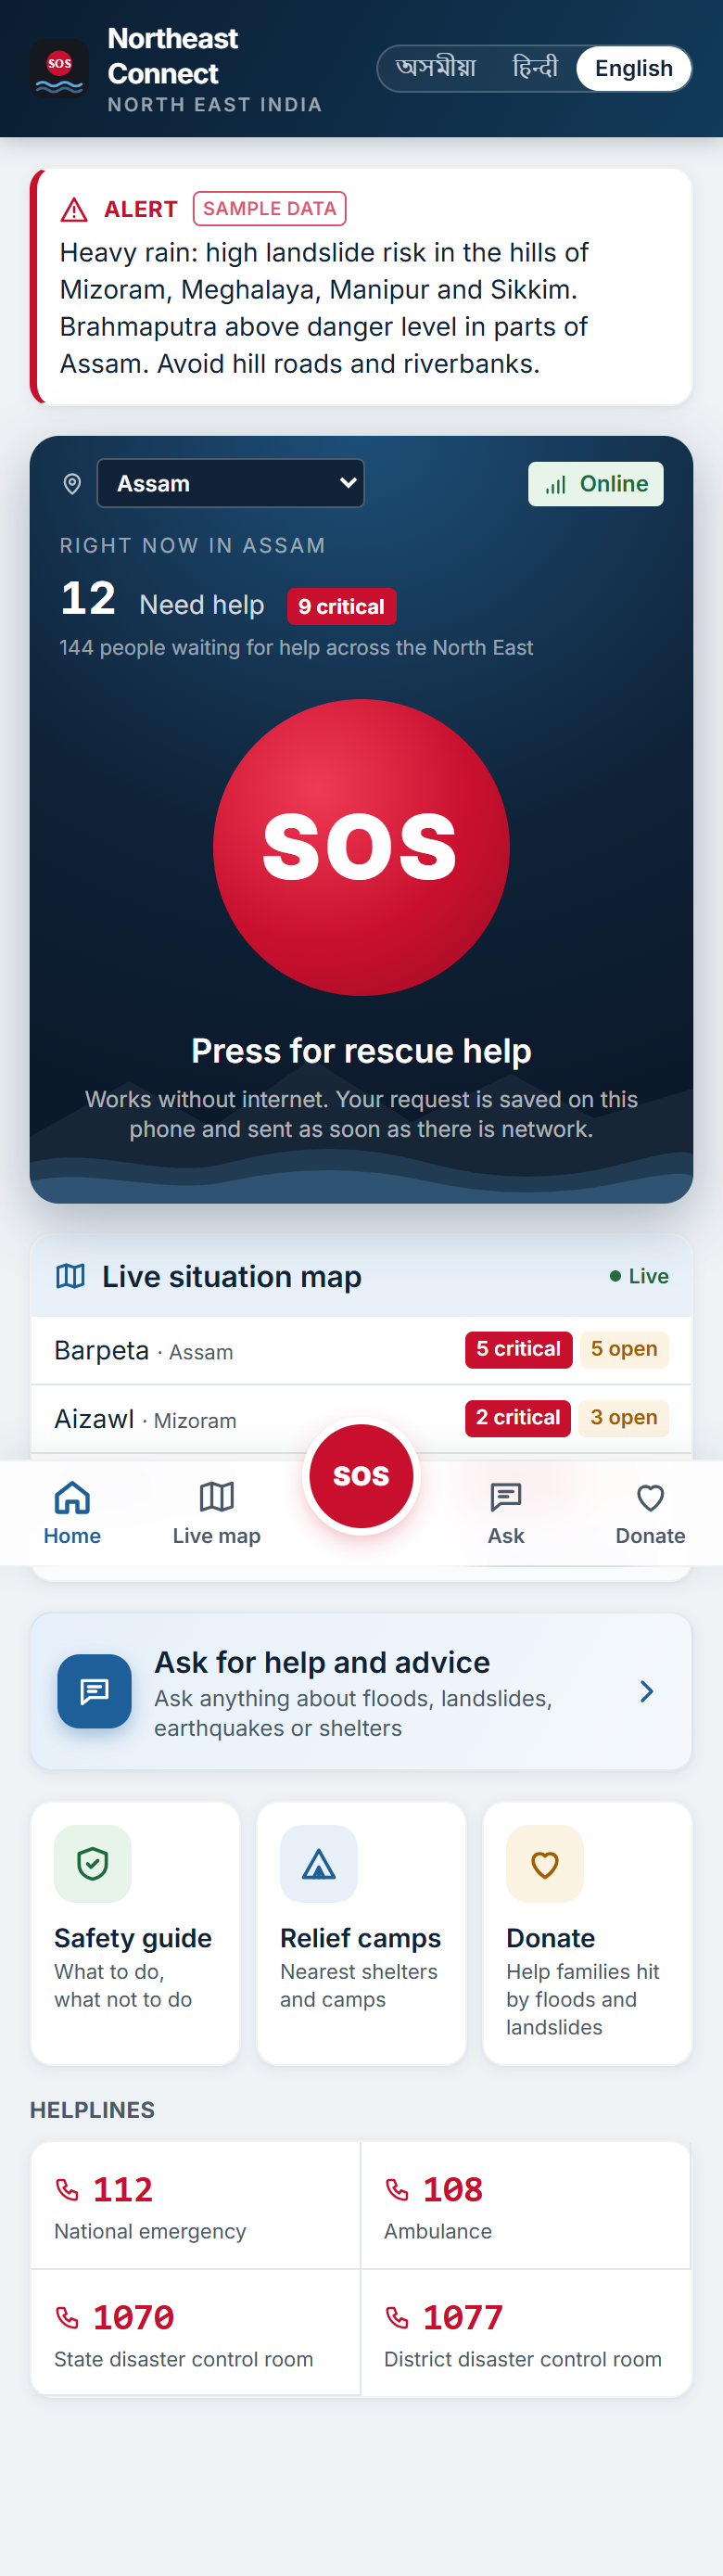 SOS
Northeast
Connect
NORTH EAST INDIA
অসমীয়া हिन्दी English
ALERT SAMPLE DATA
Heavy rain: high landslide risk in the hills of
Mizoram, Meghalaya, Manipur and Sikkim.
Brahmaputra above danger level in parts of
Assam. Avoid hill roads and riverbanks.
Assam Online
RIGHT NOW IN ASSAM
12 Need help 9 critical
144 people waiting for help across the North East
SOS
Press for rescue help
Works without internet. Your request is saved on this
phone and sent as soon as there is network.
Live situation map Live
Barpeta · Assam 5 critical 5 open
Aizawl · Mizoram 2 critical 3 open
SOS
Home Live map Ask Donate
Ask for help and advice
Ask anything about floods, landslides,
earthquakes or shelters
Safety guide
What to do,
what not to do
Relief camps
Nearest shelters
and camps
Donate
Help families hit
by floods and
landslides
HELPLINES
112
National emergency
108
Ambulance
1070
State disaster control room
1077
District disaster control room